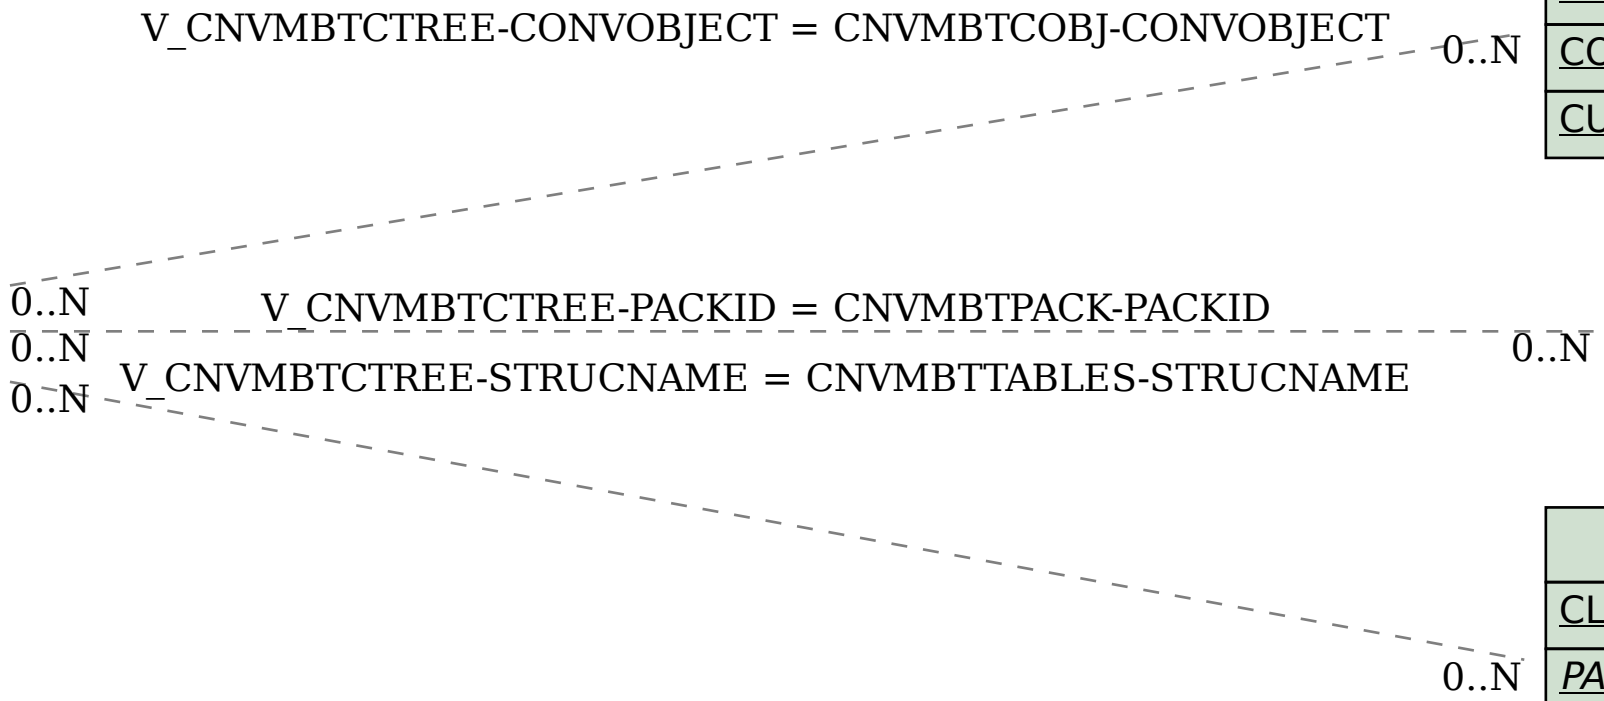 V_CNVMBTCTREE-CONVOBJECT = CNVMBTCOBJ-CONVOBJECT
0..N
CO
CU
0..N
V_CNVMBTCTREE-PACKID = CNVMBTPACK-PACKID
0..N
0..N
V_CNVMBTCTREE-STRUCNAME = CNVMBTTABLES-STRUCNAME
0..N
CL
0..N
PA